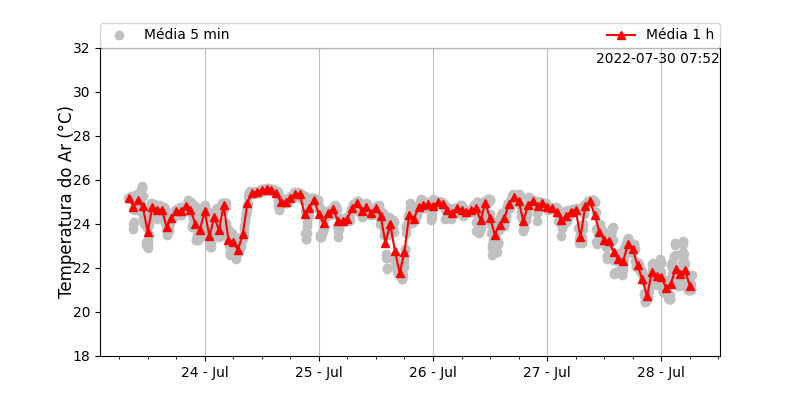 Média 5 min
Média 1 h
2022-07-30 07:52
Temperatura do Ar (°C)
32
30
28
26
24
22
20
18
24 - Jul
25 - Jul
26 - Jul
27 - Jul
28 - Jul